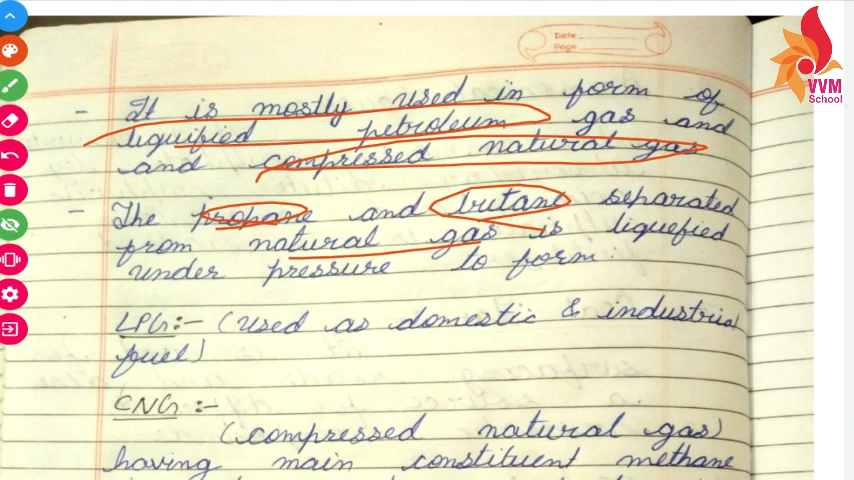 Date
Page
VVM
School
- It is mostly used in form of
liquified petroleum gas and
and compressed natural gas
- The propane and butane separated
from natural gas is liquefied
under pressure to form:
LPG:- (used as domestic & industrial
fuel)
CNG:-
(compressed natural gas)
having main constituent methane